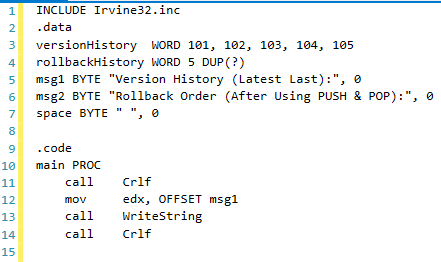 1 INCLUDE Irvine32.inc
2 .data
3 versionHistory  WORD 101, 102, 103, 104, 105
4 rollbackHistory WORD 5 DUP(?)
5 msg1 BYTE "Version History (Latest Last):", 0
6 msg2 BYTE "Rollback Order (After Using PUSH & POP):", 0
7 space BYTE " ", 0
8
9 .code
10 main PROC
11     call    Crlf
12     mov     edx, OFFSET msg1
13     call    WriteString
14     call    Crlf
15